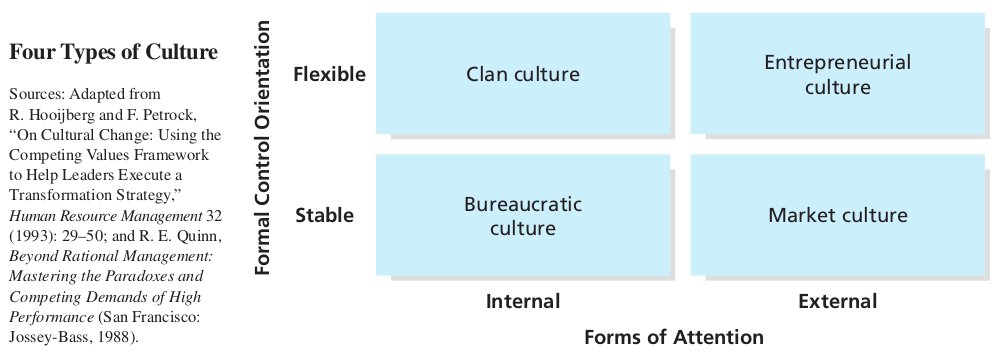 Four Types of Culture
Sources: Adapted from
R. Hooijberg and F. Petrock,
“On Cultural Change: Using the
Competing Values Framework
to Help Leaders Execute a
Transformation Strategy,”
Human Resource Management 32
(1993): 29–50; and R. E. Quinn,
Beyond Rational Management:
Mastering the Paradoxes and
Competing Demands of High
Performance (San Francisco:
Jossey-Bass, 1988).
Formal Control Orientation
Flexible
Clan culture
Entrepreneurial
culture
Stable
Bureaucratic
culture
Market culture
Internal
External
Forms of Attention